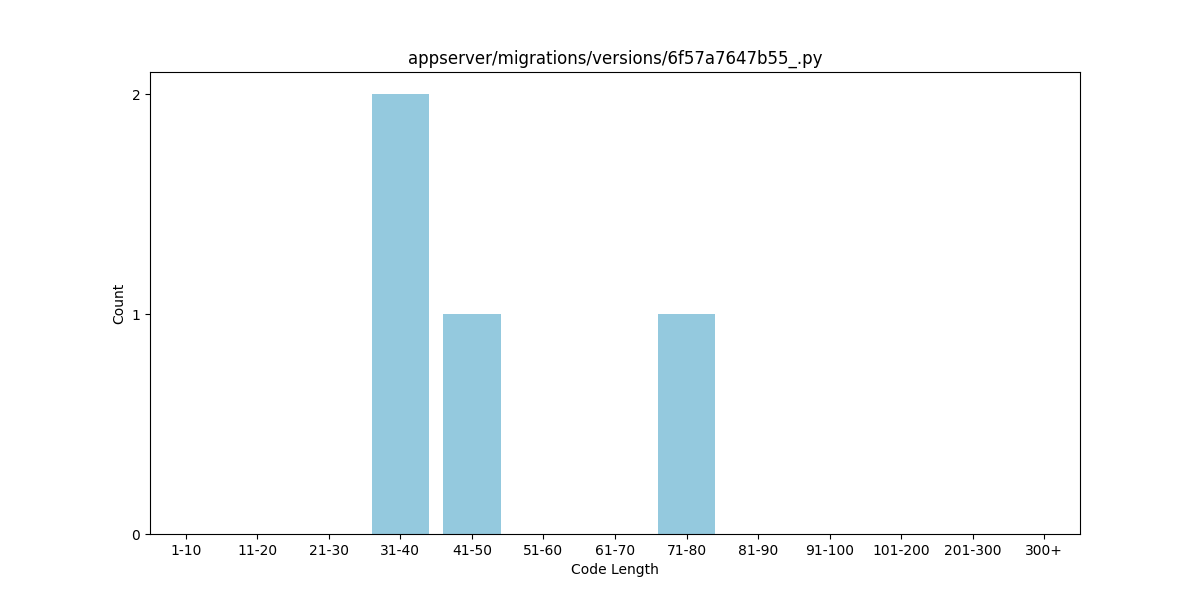 appserver/migrations/versions/6f57a7647b55_.py
2
1
0
Count
1-10 11-20 21-30 31-40 41-50 51-60 61-70 71-80 81-90 91-100 101-200 201-300 300+
Code Length